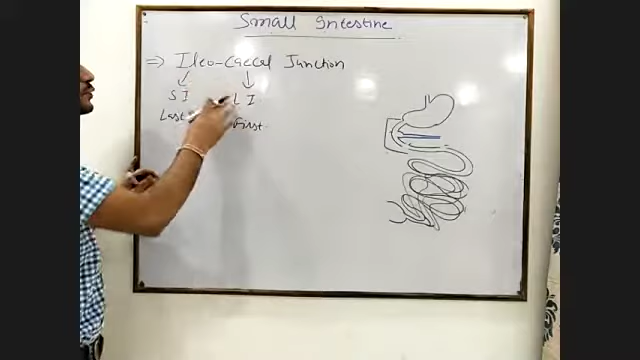 Small Intestine
⇒ Ileo-Caecal Junction
S I L I
Last First